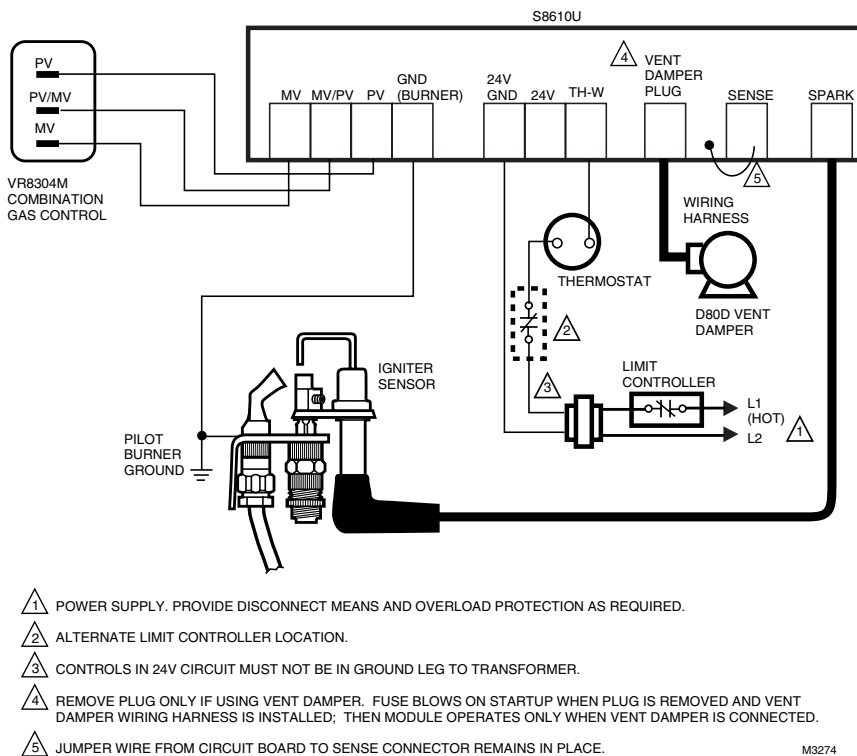 S8610U
PV
PV/MV
MV
VR8304M
COMBINATION
GAS CONTROL
MV
MV/PV
PV
GND
(BURNER)
24V
GND
24V
TH-W
4
VENT
DAMPER
PLUG
SENSE
SPARK
5
WIRING
HARNESS
THERMOSTAT
D80D VENT
DAMPER
2
3
IGNITER
SENSOR
LIMIT
CONTROLLER
L1
(HOT)
L2
1
PILOT
BURNER
GROUND
1 POWER SUPPLY. PROVIDE DISCONNECT MEANS AND OVERLOAD PROTECTION AS REQUIRED.
2 ALTERNATE LIMIT CONTROLLER LOCATION.
3 CONTROLS IN 24V CIRCUIT MUST NOT BE IN GROUND LEG TO TRANSFORMER.
4 REMOVE PLUG ONLY IF USING VENT DAMPER. FUSE BLOWS ON STARTUP WHEN PLUG IS REMOVED AND VENT
DAMPER WIRING HARNESS IS INSTALLED; THEN MODULE OPERATES ONLY WHEN VENT DAMPER IS CONNECTED.
5 JUMPER WIRE FROM CIRCUIT BOARD TO SENSE CONNECTOR REMAINS IN PLACE.
M3274